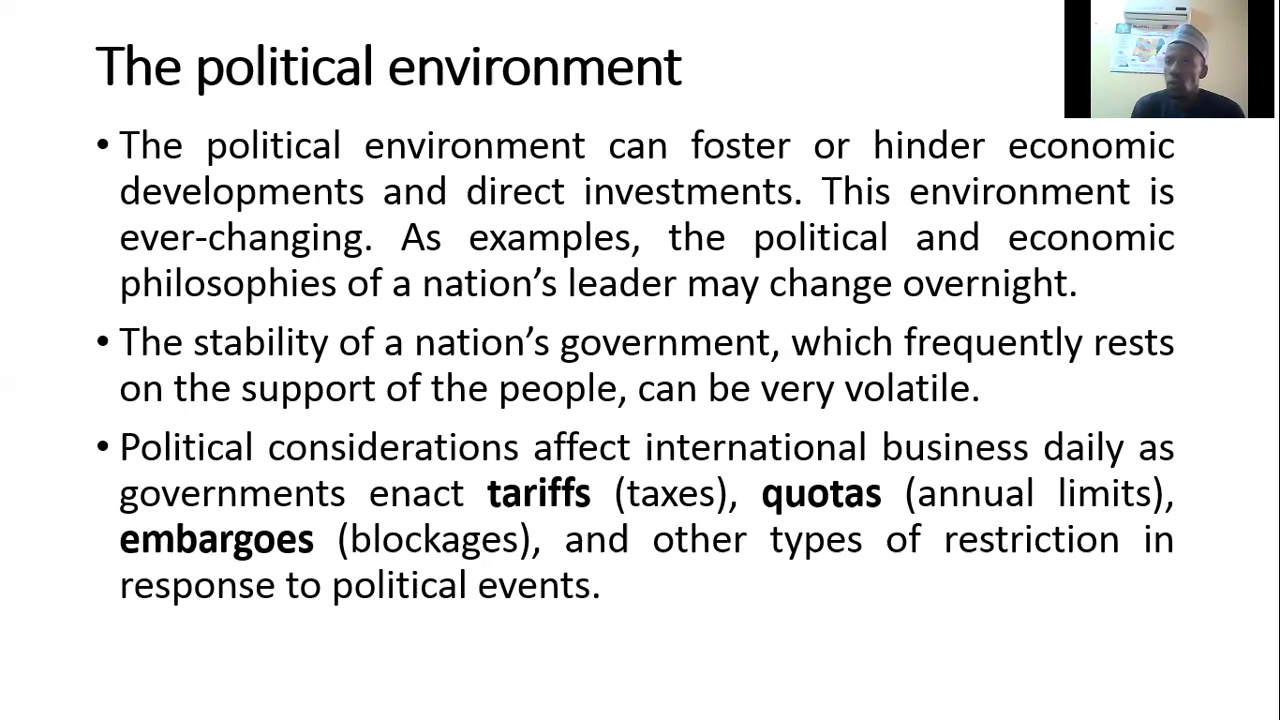 The political environment
• The political environment can foster or hinder economic
developments and direct investments. This environment is
ever-changing. As examples, the political and economic
philosophies of a nation’s leader may change overnight.
• The stability of a nation’s government, which frequently rests
on the support of the people, can be very volatile.
• Political considerations affect international business daily as
governments enact tariffs (taxes), quotas (annual limits),
embargoes (blockages), and other types of restriction in
response to political events.